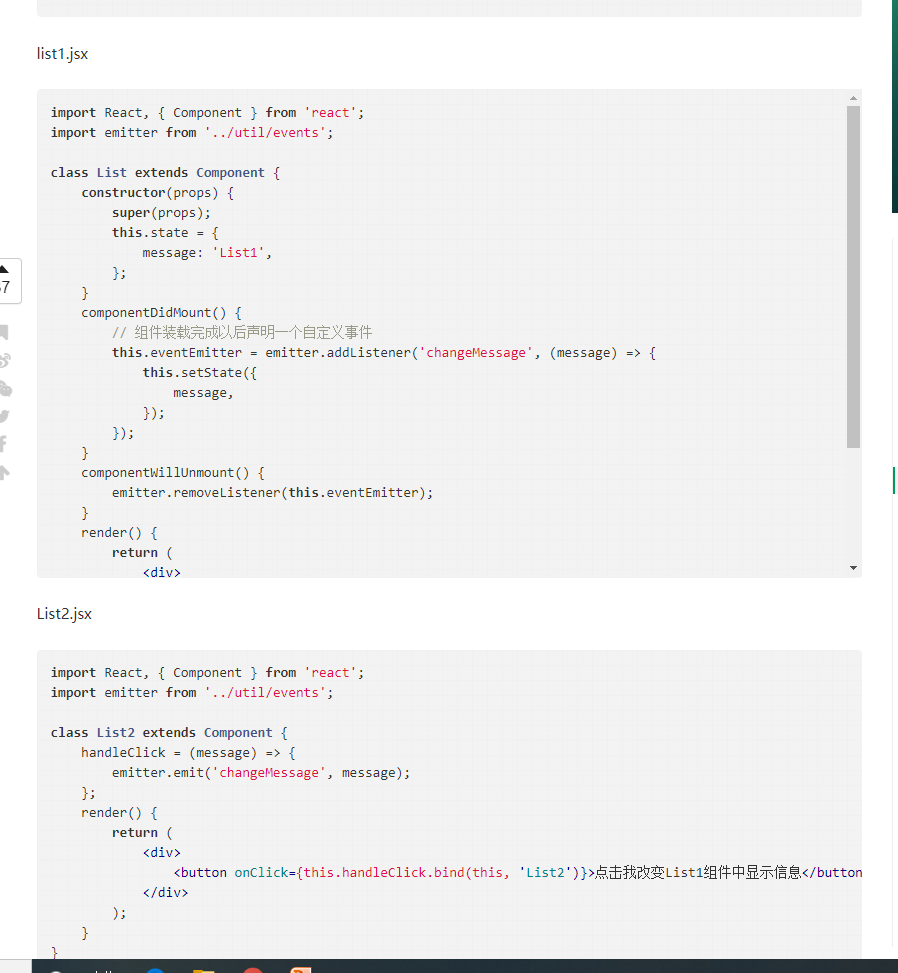 list1.jsx
import React, { Component } from 'react';
import emitter from '../util/events';
class List extends Component {
    constructor(props) {
        super(props);
        this.state = {
            message: 'List1',
        };
    }
    componentDidMount() {
        // 组件装载完成以后声明一个自定义事件
        this.eventEmitter = emitter.addListener('changeMessage', (message) => {
            this.setState({
                message,
            });
        });
    }
    componentWillUnmount() {
        emitter.removeListener(this.eventEmitter);
    }
    render() {
        return (
            <div>
7
List2.jsx
import React, { Component } from 'react';
import emitter from '../util/events';
class List2 extends Component {
    handleClick = (message) => {
        emitter.emit('changeMessage', message);
    };
    render() {
        return (
            <div>
                <button onClick={this.handleClick.bind(this, 'List2')}>点击我改变List1组件中显示信息</button
            </div>
        );
    }
}